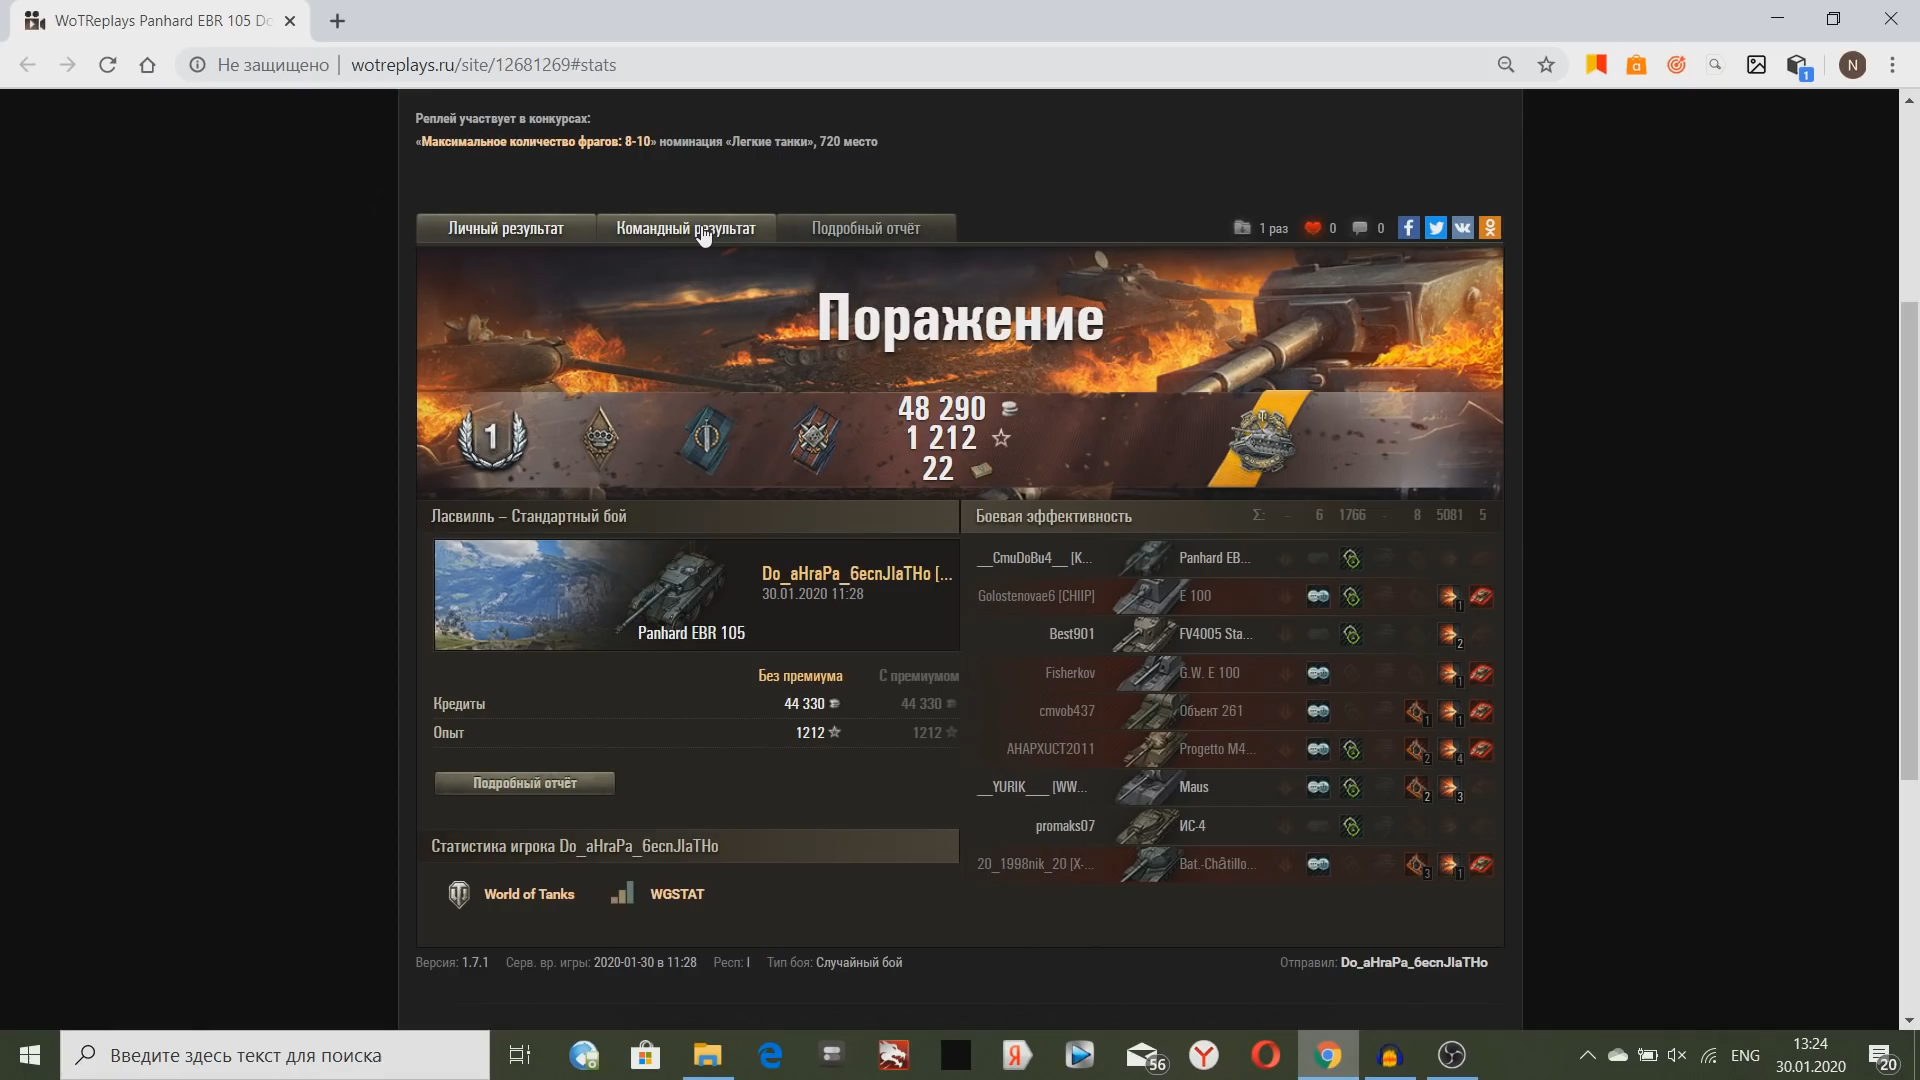 WoTReplays Panhard EBR 105 Do
Не защищено
wotreplays.ru/site/12681269#stats
N
1
Реплей участвует в конкурсах:
«Максимальное количество фрагов: 8-10» номинация «Легкие танки», 720 место
Личный результат
Командный результат
Подробный отчёт
1 раз
0
0
Поражение
1
48 290
1 212
22
Ласвилль – Стандартный бой
Боевая эффективность
Σ: - 6 1766 - 8 5081 5
Do_aHraPa_6ecnJlaTHo [...
30.01.2020 11:28
Panhard EBR 105
Без премиума
С премиумом
Кредиты
44 330
44 330
Опыт
1212
1212
Подробный отчёт
Статистика игрока Do_aHraPa_6ecnJlaTHo
World of Tanks
WGSTAT
__CmuDoBu4__ [K... Panhard EB...
Golostenovae6 [CHIIP] E 100 1
Best901 FV4005 Sta... 2
Fisherkov G.W. E 100 1
cmvob437 Объект 261 1 1
AHAPXUCT2011 Progetto M4... 2 4
__YURIK___ [WW... Maus 2 3
promaks07 ИС-4
20_1998nik_20 [X-... Bat.-Châtillo... 3 1
Версия: 1.7.1
Серв. вр. игры: 2020-01-30 в 11:28
Респ: I
Тип боя: Случайный бой
Отправил: Do_aHraPa_6ecnJlaTHo
Введите здесь текст для поиска
56
ENG
13:24
30.01.2020
20